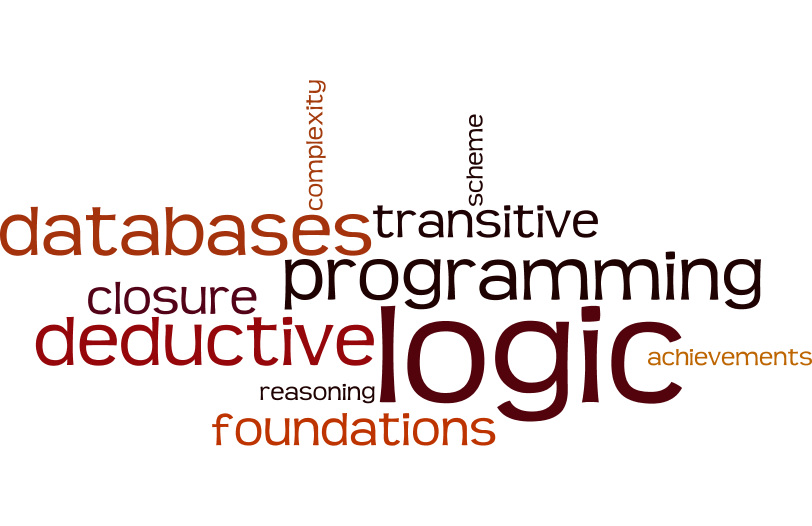 complexity
scheme
databases
transitive
programming
closure
logic
deductive
achievements
reasoning
foundations